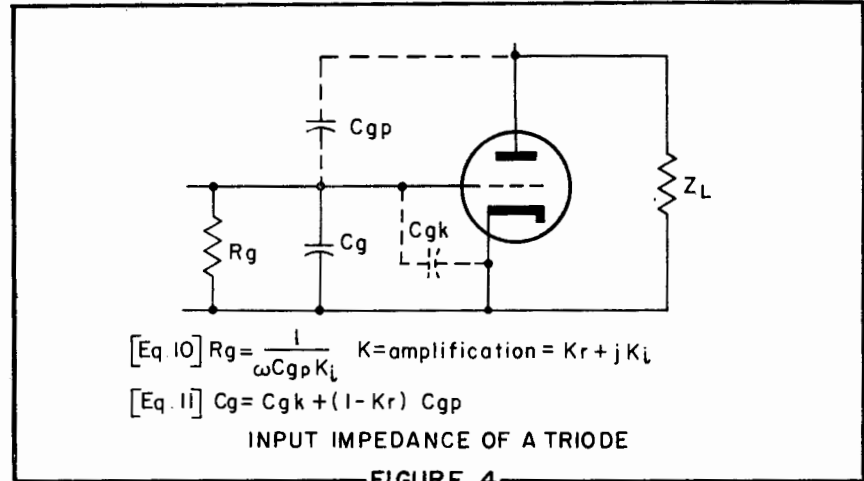 Cgp
ZL
Cgk
Rg
Cg
[Eq. 10] Rg = 1/ωCgpKi K=amplification = Kr + jKi
[Eq. 11] Cg = Cgk + (1-Kr) Cgp
INPUT IMPEDANCE OF A TRIODE
FIGURE 4